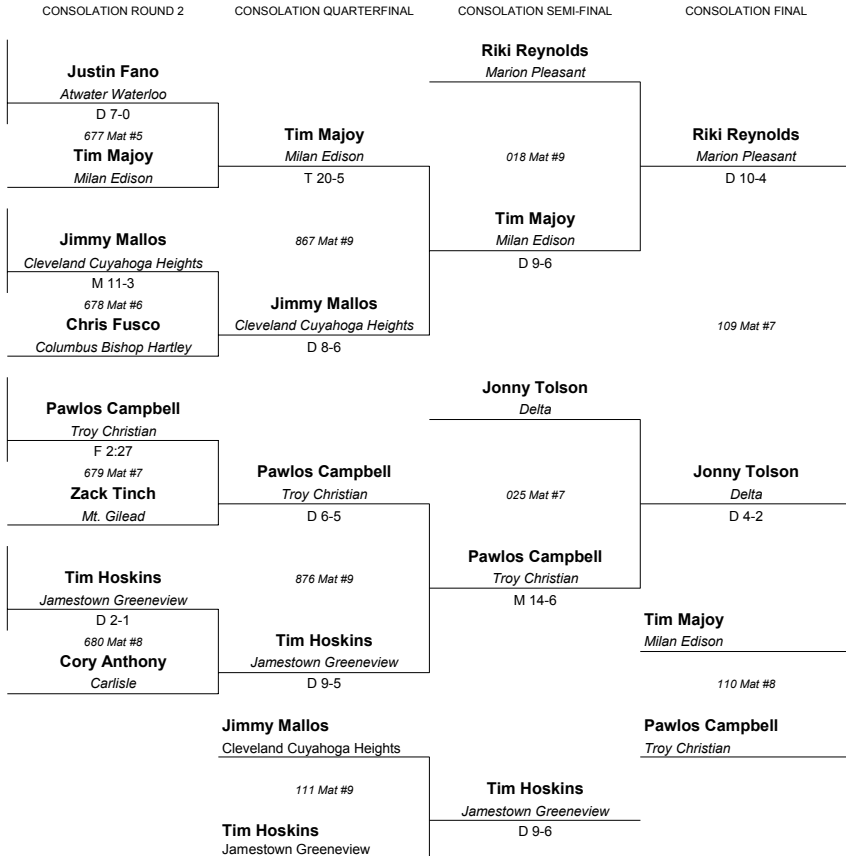 CONSOLATION ROUND 2 CONSOLATION QUARTERFINAL CONSOLATION SEMI-FINAL CONSOLATION FINAL
Riki Reynolds
Marion Pleasant
Justin Fano
Atwater Waterloo
D 7-0
677 Mat #5
Tim Majoy
Milan Edison
Tim Majoy
Milan Edison
T 20-5
018 Mat #9
Riki Reynolds
Marion Pleasant
D 10-4
Tim Majoy
Milan Edison
D 9-6
Jimmy Mallos
Cleveland Cuyahoga Heights
M 11-3
678 Mat #6
Chris Fusco
Columbus Bishop Hartley
867 Mat #9
Jimmy Mallos
Cleveland Cuyahoga Heights
D 8-6
109 Mat #7
Jonny Tolson
Delta
Pawlos Campbell
Troy Christian
F 2:27
679 Mat #7
Zack Tinch
Mt. Gilead
Pawlos Campbell
Troy Christian
D 6-5
025 Mat #7
Jonny Tolson
Delta
D 4-2
Pawlos Campbell
Troy Christian
M 14-6
Tim Hoskins
Jamestown Greeneview
D 2-1
680 Mat #8
Cory Anthony
Carlisle
876 Mat #9
Tim Hoskins
Jamestown Greeneview
D 9-5
Tim Majoy
Milan Edison
110 Mat #8
Pawlos Campbell
Troy Christian
Jimmy Mallos
Cleveland Cuyahoga Heights
111 Mat #9
Tim Hoskins
Jamestown Greeneview
Tim Hoskins
Jamestown Greeneview
D 9-6